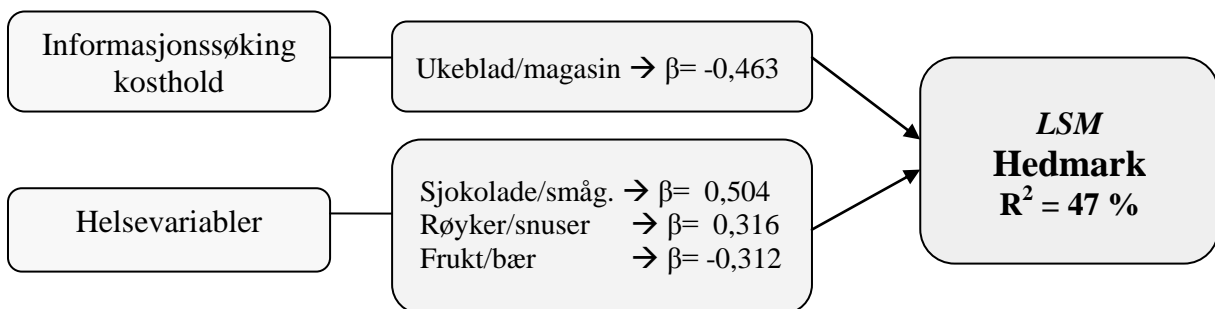 Informasjonssøking
kosthold
Ukeblad/magasin → β= -0,463
Helsevariabler
Sjokolade/småg. → β= 0,504
Røyker/snuser → β= 0,316
Frukt/bær → β= -0,312
LSM
Hedmark
R² = 47 %